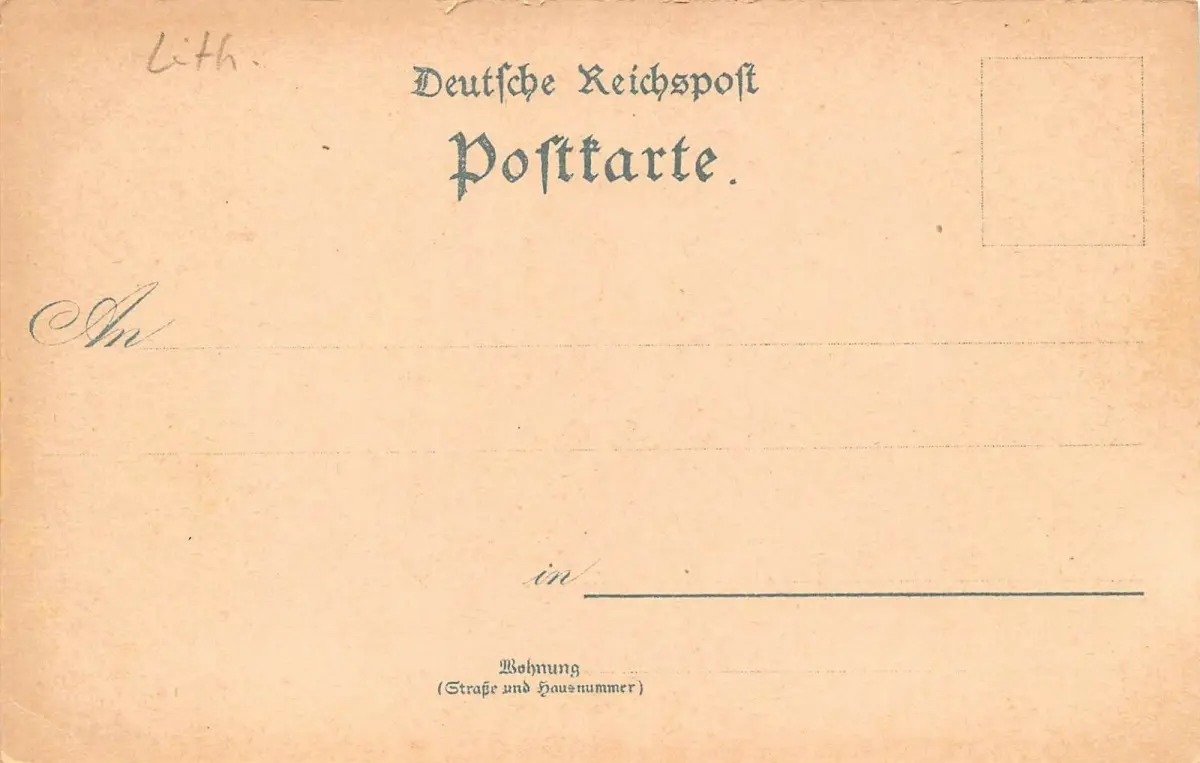 Lith.
Deutsche Reichspost
Postkarte.
An
in
Wohnung
(Straße und Hausnummer)